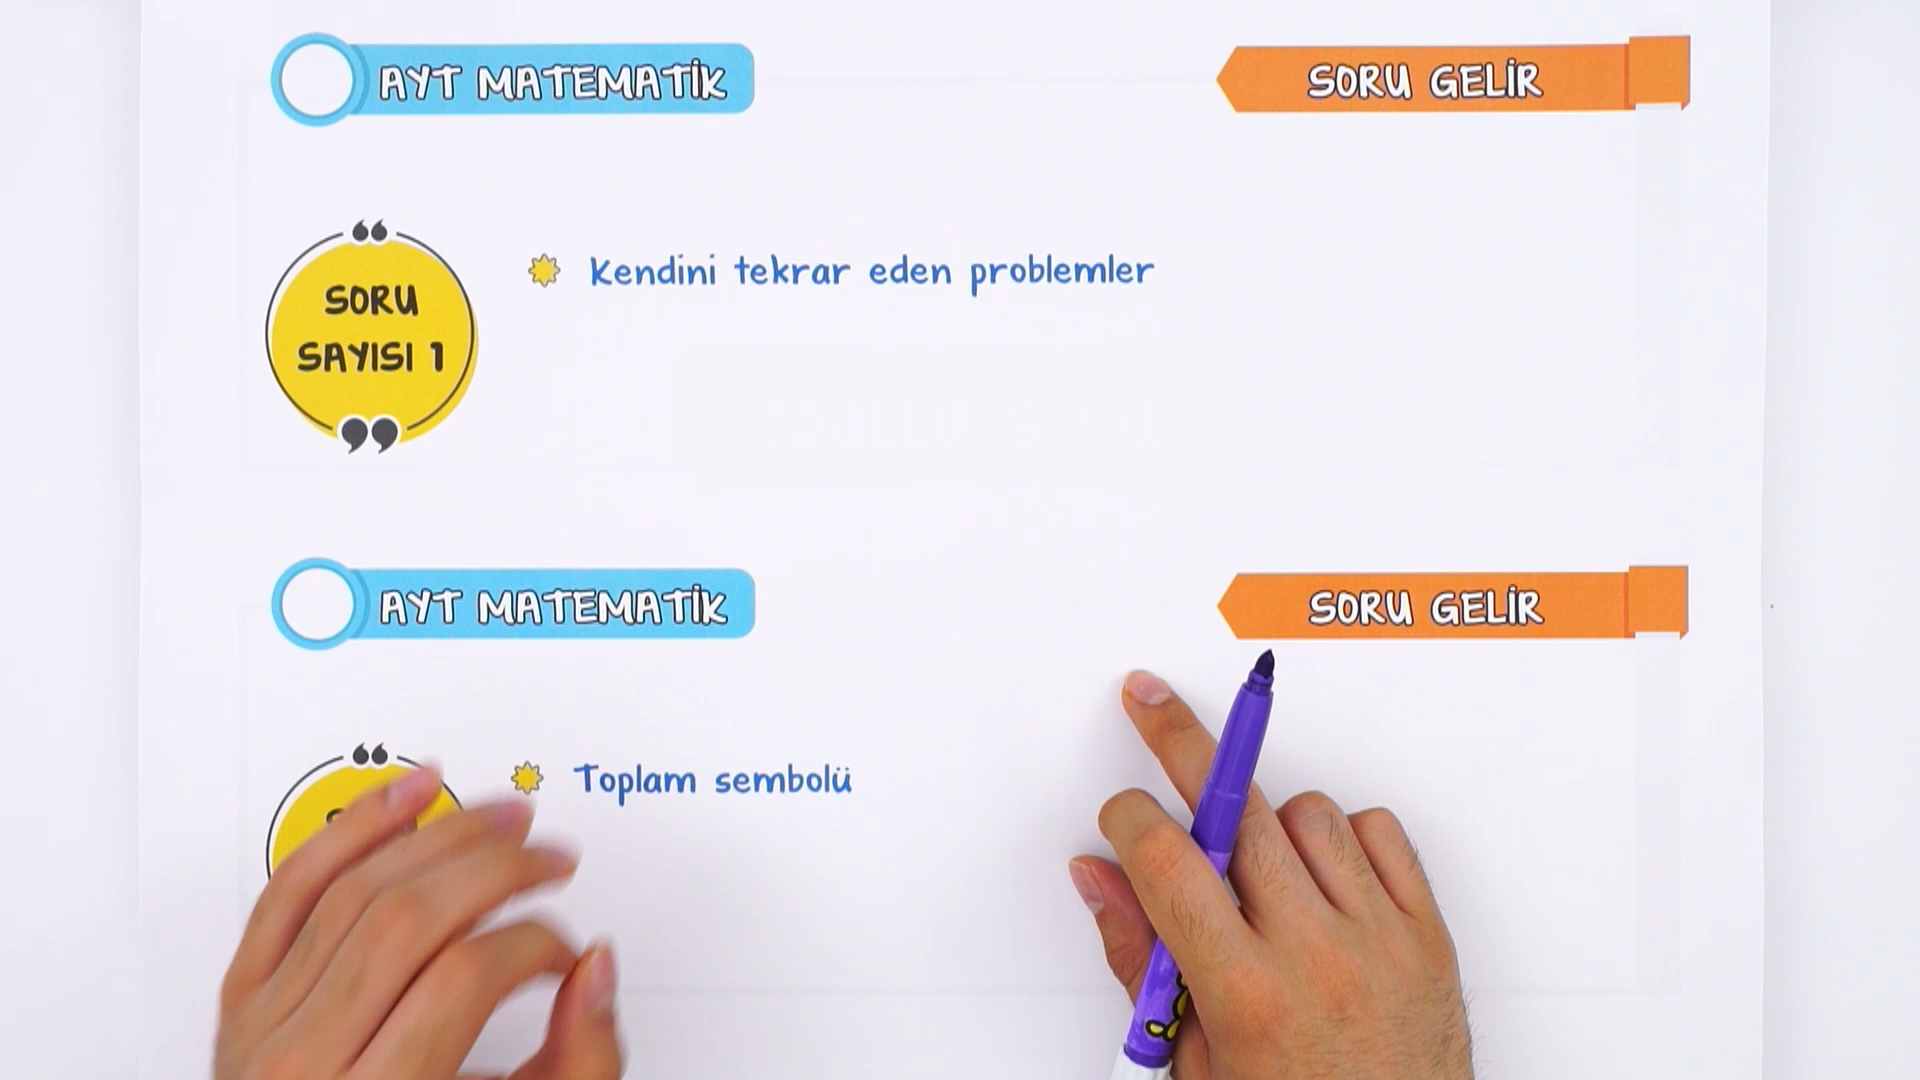 AYT MATEMATİK
SORU GELİR
SORU
SAYISI 1
Kendini tekrar eden problemler
AYT MATEMATİK
SORU GELİR
Toplam sembolü